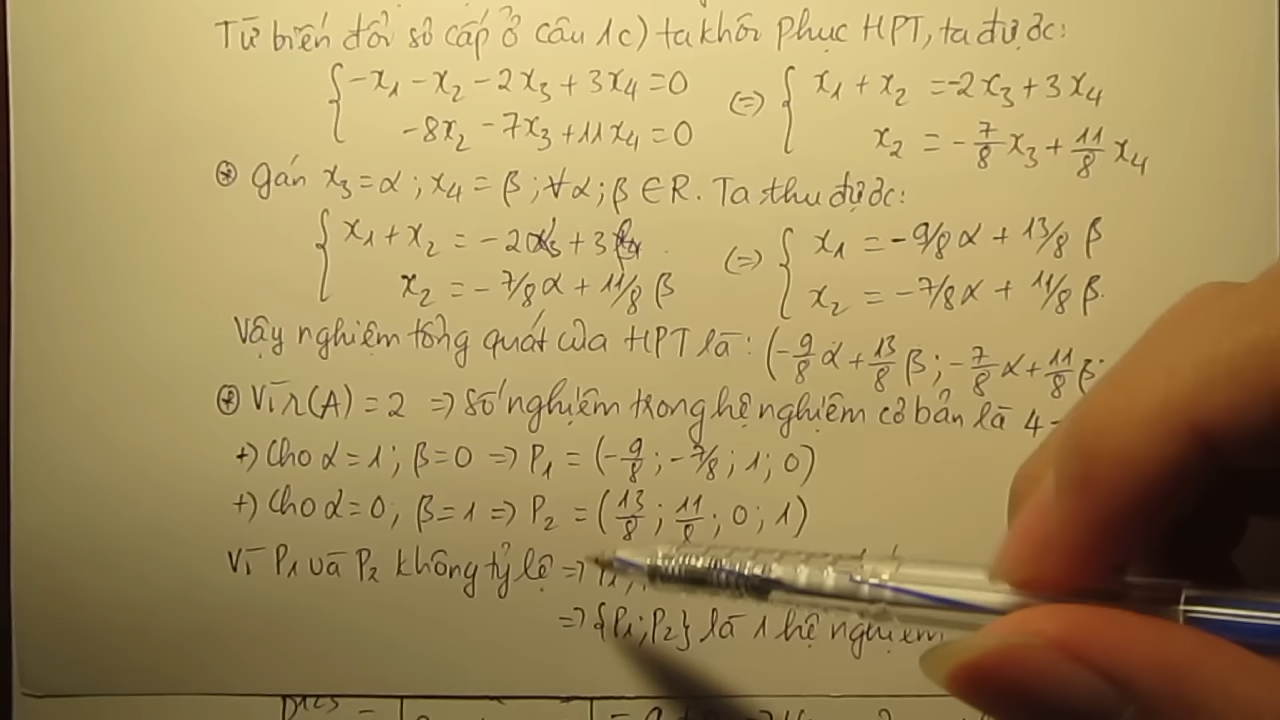 Từ biến đổi sơ cấp ở câu 1c) ta khôi phục HPT, ta được:
{ -x₁ - x₂ - 2x₃ + 3x₄ = 0 (=) { x₁ + x₂ = -2x₃ + 3x₄
-8x₂ - 7x₃ + 11x₄ = 0 x₂ = -7/8 x₃ + 11/8 x₄
⊛ gán x₃ = α ; x₄ = β ; ∀α ; β ∈ R. Ta thu được:
{ x₁ + x₂ = -2α + 3β (=) { x₁ = -9/8 α + 13/8 β
x₂ = -7/8 α + 11/8 β x₂ = -7/8 α + 11/8 β.
Vậy nghiệm tổng quát của HPT là: (-9/8 α + 13/8 β ; -7/8 α + 11/8 β;
⊛ Vì r(A) = 2 => Số nghiệm trong hệ nghiệm cơ bản là 4 -
+) Cho α = 1 ; β = 0 => P₁ = (-9/8 ; -7/8 ; 1 ; 0)
+) Cho α = 0 ; β = 1 => P₂ = (13/8 ; 11/8 ; 0 ; 1)
Vì P₁ và P₂ không tỷ lệ =>
=> {P₁; P₂} là 1 hệ nghiệm